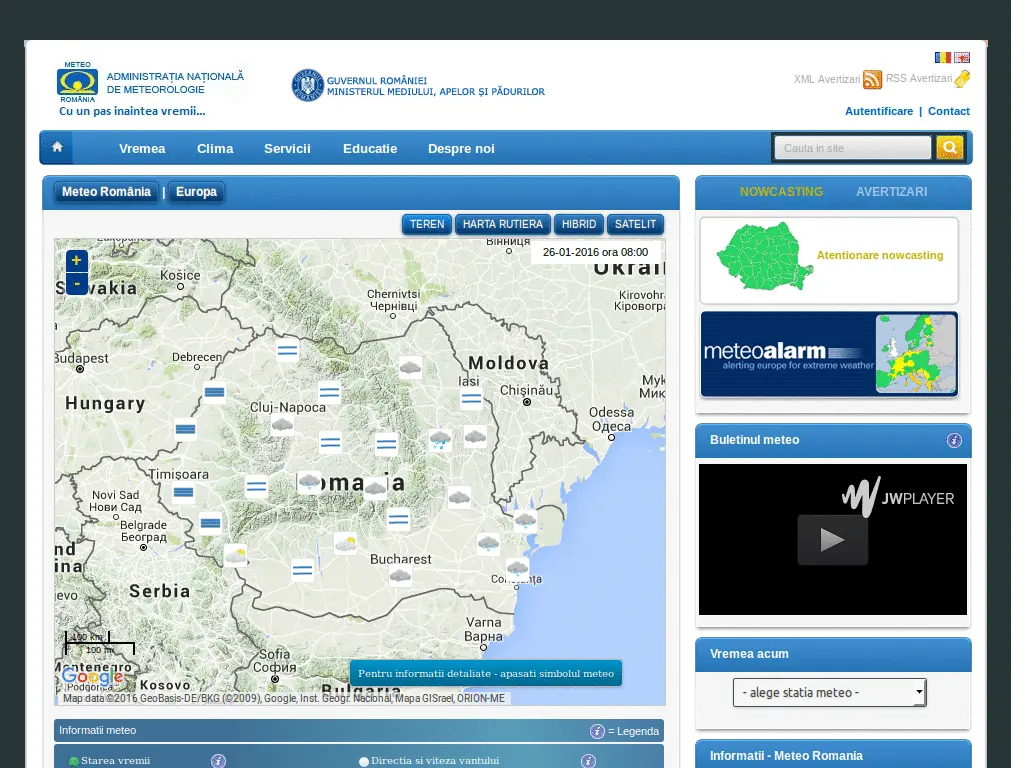 METEO
ROMÂNIA
ADMINISTRAȚIA NAȚIONALĂ
DE METEOROLOGIE
Cu un pas inaintea vremii...
GUVERNUL ROMÂNIEI
MINISTERUL MEDIULUI, APELOR ȘI PĂDURILOR
XML Avertizari
RSS Avertizari
Autentificare | Contact
Vremea
Clima
Servicii
Educatie
Despre noi
Cauta in site
Meteo România | Europa
TEREN
HARTA RUTIERA
HIBRID
SATELIT
26-01-2016 ora 08:00
+
-
Košice
Вінниця
Chernivtsi
Чернівці
Budapest
Debrecen
Moldova
Iasi
Chișinău
Hungary
Cluj-Napoca
Odessa
Одеса
Timișoara
Novi Sad
Нови Сад
Belgrade
Београд
Bucharest
Constanța
Serbia
Varna
Варна
100 km
100 mi
Sofia
София
Montenegro
Google
Podgorica
Kosovo
Bulgaria
Pentru informatii detaliate - apasati simbolul meteo
Map data ©2016 GeoBasis-DE/BKG (©2009), Google, Inst. Geogr. Nacional, Mapa GISrael, ORION-ME
Informatii meteo
i = Legenda
Starea vremii
i
Directia si viteza vantului
i
NOWCASTING
AVERTIZARI
Atentionare nowcasting
meteoalarm
alerting europe for extreme weather
Buletinul meteo
i
JWPLAYER
Vremea acum
- alege statia meteo -
Informatii - Meteo Romania